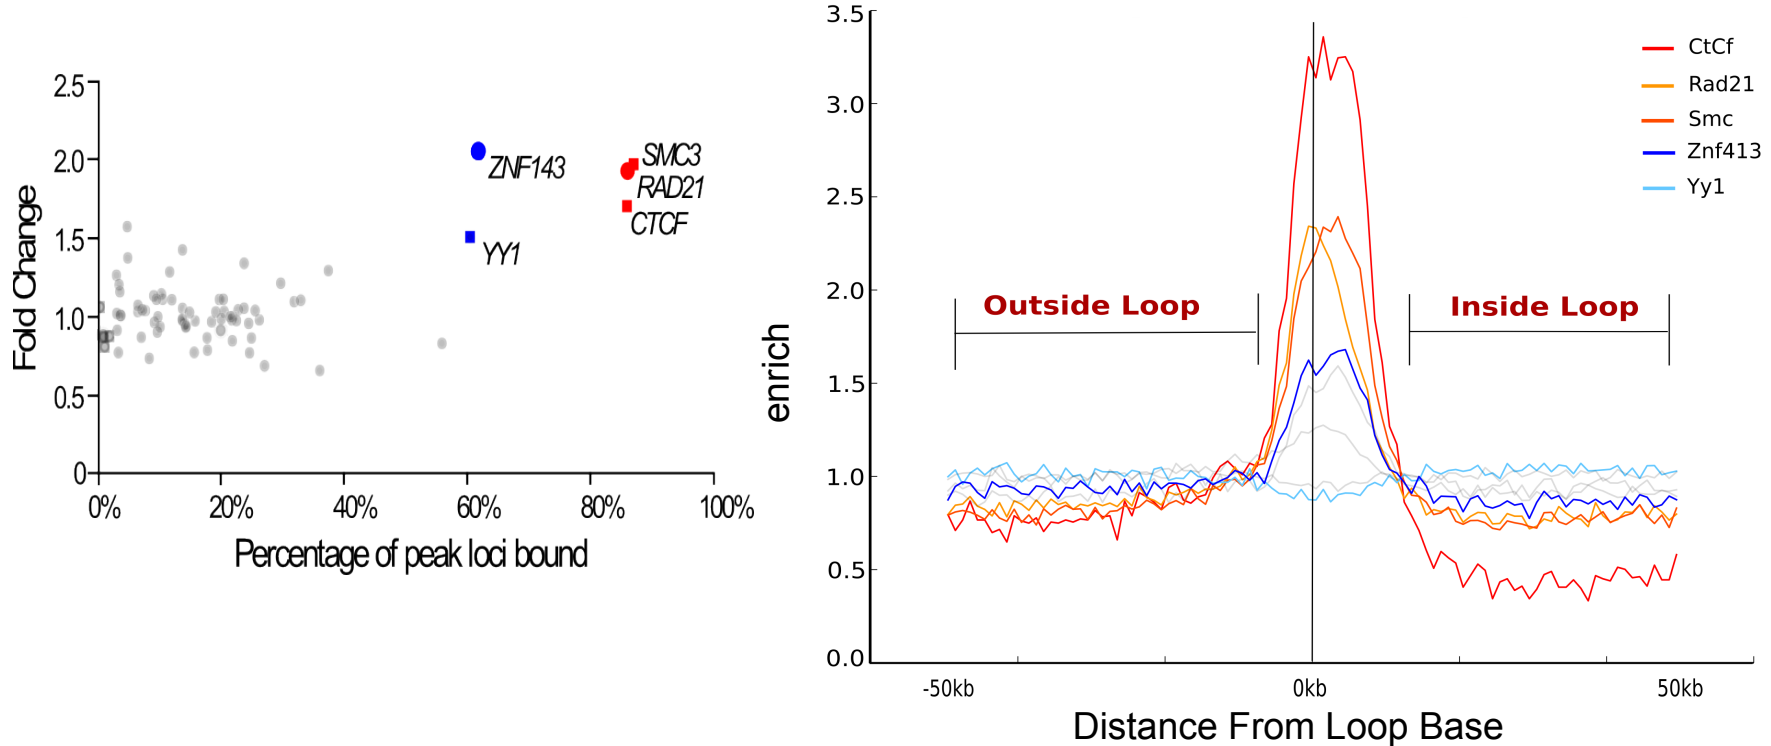 2.5
2.0
1.5
1.0
0.5
0
Fold Change
ZNF143
SMC3
RAD21
CTCF
YY1
0%
20%
40%
60%
80%
100%
Percentage of peak loci bound
3.5
3.0
2.5
2.0
1.5
1.0
0.5
0.0
enrich
CtCf
Rad21
Smc
Znf413
Yy1
Outside Loop
Inside Loop
-50kb
0kb
50kb
Distance From Loop Base